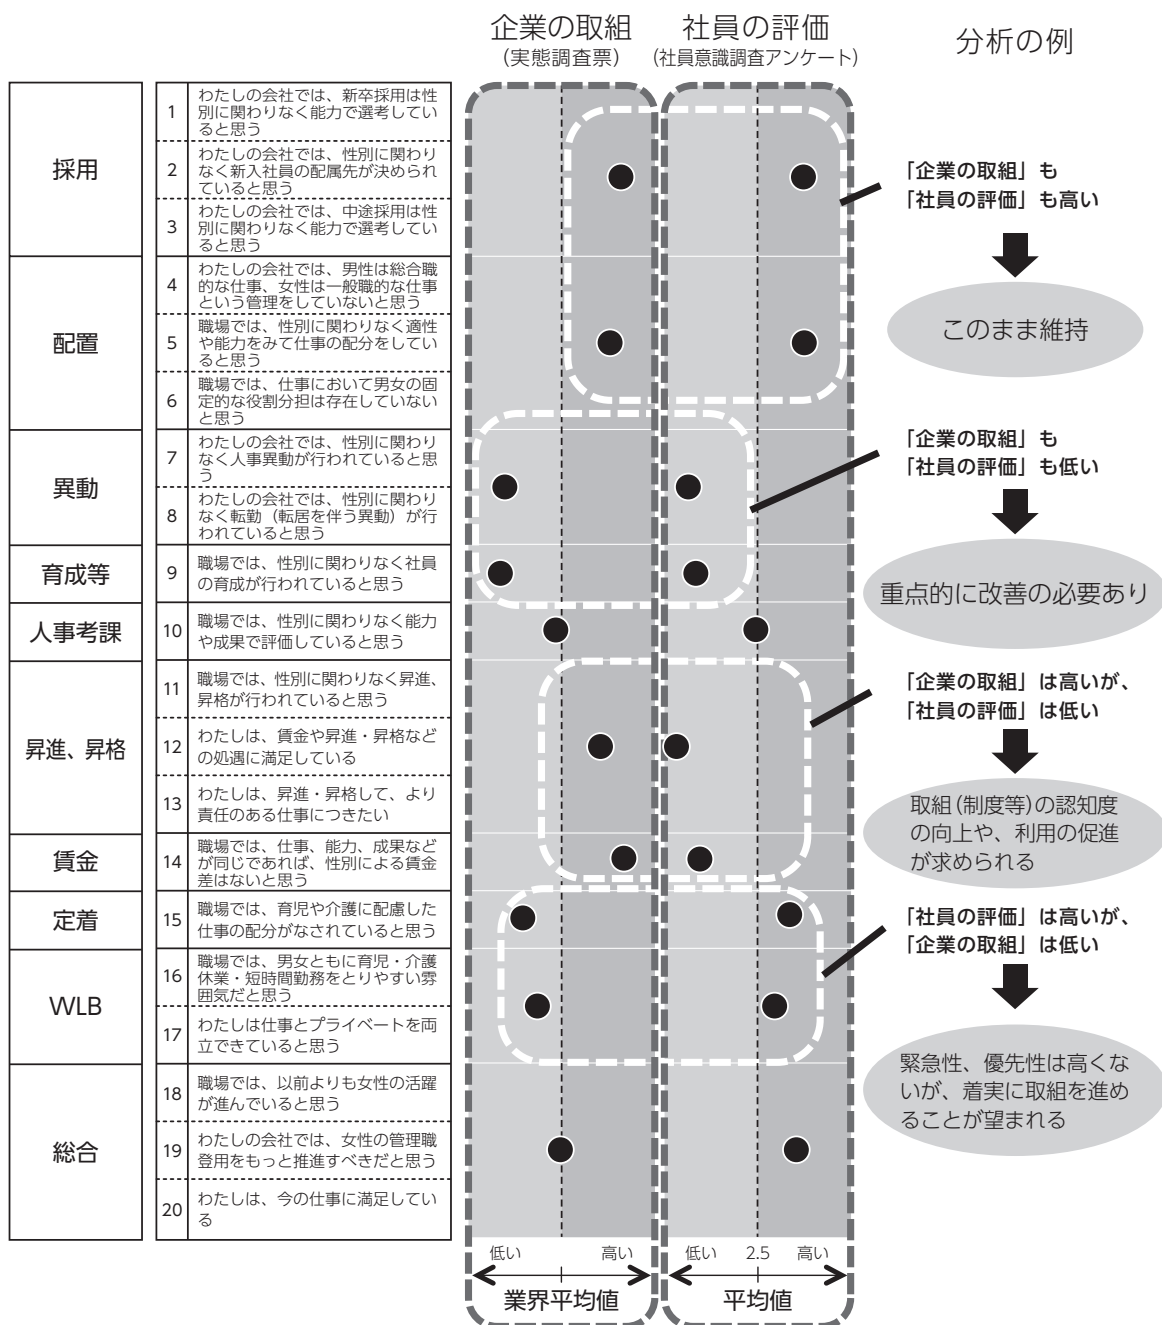 企業の取組
(実態調査票)
社員の評価
(社員意識調査アンケート)
分析の例
採用
1
わたしの会社では、新卒採用は性
別に関わりなく能力で選考してい
ると思う
2
わたしの会社では、性別に関わり
なく新入社員の配属先が決められ
ていると思う
3
わたしの会社では、中途採用は性
別に関わりなく能力で選考してい
ると思う
配置
4
わたしの会社では、男性は総合職
的な仕事、女性は一般職的な仕事
という管理をしていないと思う
5
職場では、性別に関わりなく適性
や能力をみて仕事の配分をしてい
ると思う
6
職場では、仕事において男女の固
定的な役割分担は存在していない
と思う
異動
7
わたしの会社では、性別に関わり
なく人事異動が行われていると思
う
8
わたしの会社では、性別に関わり
なく転勤（転居を伴う異動）が行
われていると思う
育成等
9
職場では、性別に関わりなく社員
の育成が行われていると思う
人事考課
10
職場では、性別に関わりなく能力
や成果で評価していると思う
昇進、昇格
11
職場では、性別に関わりなく昇進、
昇格が行われていると思う
12
わたしは、賃金や昇進・昇格など
の処遇に満足している
13
わたしは、昇進・昇格して、より
責任のある仕事につきたい
賃金
14
職場では、仕事、能力、成果など
が同じであれば、性別による賃金
差はないと思う
定着
15
職場では、育児や介護に配慮した
仕事の配分がなされていると思う
WLB
16
職場では、男女ともに育児・介護
休業・短時間勤務をとりやすい雰
囲気だと思う
17
わたしは仕事とプライベートを両
立できていると思う
総合
18
職場では、以前よりも女性の活躍
が進んでいると思う
19
わたしの会社では、女性の管理職
登用をもっと推進すべきだと思う
20
わたしは、今の仕事に満足してい
る
低い
高い
業界平均値
低い
2.5
高い
平均値
「企業の取組」も
「社員の評価」も高い
このまま維持
「企業の取組」も
「社員の評価」も低い
重点的に改善の必要あり
「企業の取組」は高いが、
「社員の評価」は低い
取組(制度等)の認知度
の向上や、利用の促進
が求められる
「社員の評価」は高いが、
「企業の取組」は低い
緊急性、優先性は高くな
いが、着実に取組を進め
ることが望まれる